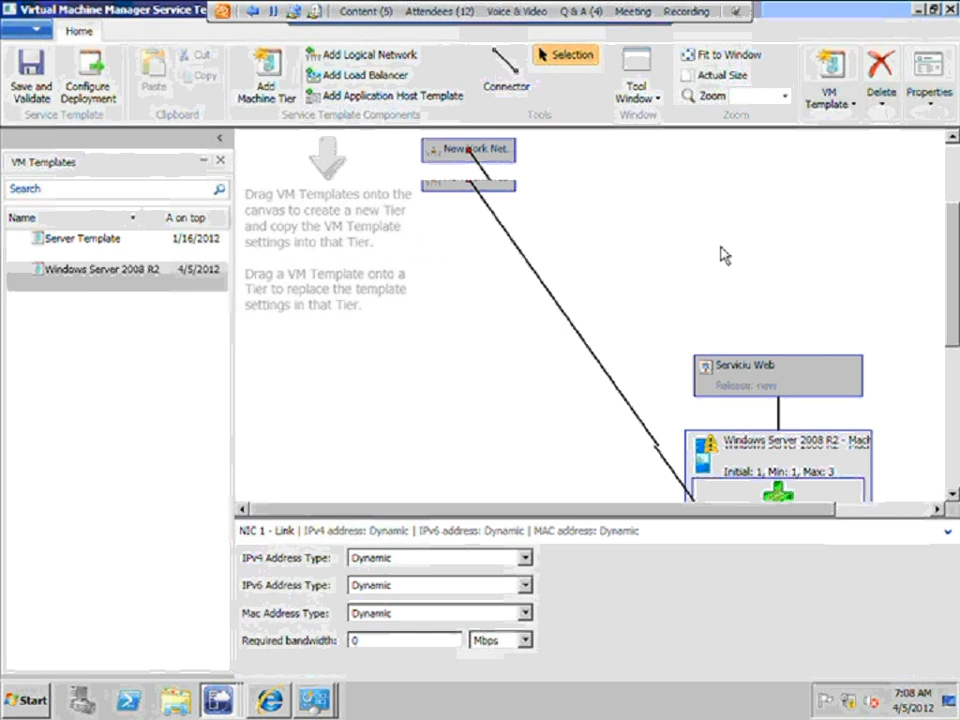 Virtual Machine Manager Service Te
Content (5) Attendees (12) Voice & Video Q & A (4) Meeting Recording
Home
Save and Validate
Configure Deployment
Service Template
Paste
Cut
Copy
Clipboard
Add Machine Tier
Add Logical Network
Add Load Balancer
Add Application Host Template
Service Template Components
Connector
Selection
Tools
Tool Window
Window
Fit to Window
Actual Size
Zoom
Zoom
VM Template
Delete
Properties
VM Templates
Search
Name A on top
Server Template 1/16/2012
Windows Server 2008 R2 4/5/2012
Drag VM Templates onto the
canvas to create a new Tier
and copy the VM Template
settings into that Tier.
Drag a VM Template onto a
Tier to replace the template
settings in that Tier.
New York Net.
Serviciu Web
Release: new
Windows Server 2008 R2 - Mach
Initial: 1, Min: 1, Max: 3
NIC 1 - Link | IPv4 address: Dynamic | IPv6 address: Dynamic | MAC address: Dynamic
IPv4 Address Type: Dynamic
IPv6 Address Type: Dynamic
Mac Address Type: Dynamic
Required bandwidth: 0 Mbps
Start
7:08 AM
4/5/2012